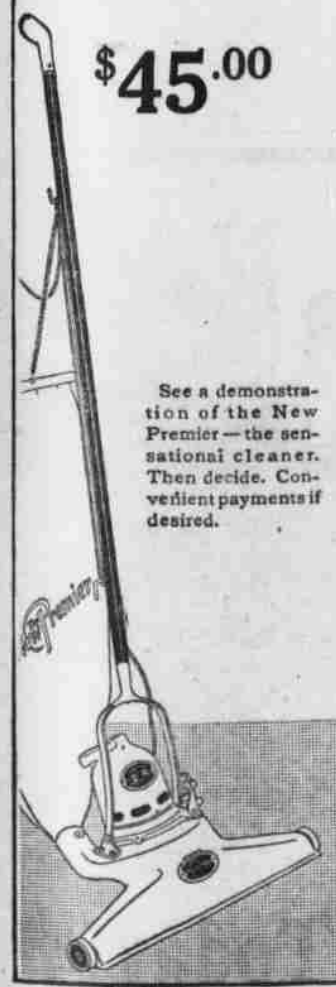 $45.00
See a demonstra-
tion of the New
Premier — the sen-
sational cleaner.
Then decide. Con-
venient payments if
desired.
Premier